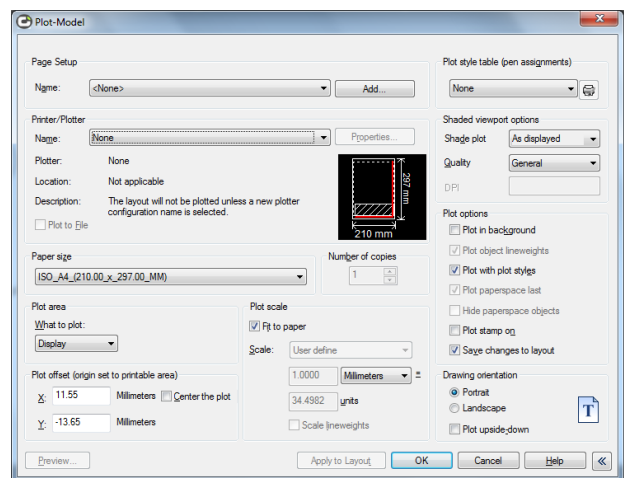 Plot-Model
Page Setup
Name: <None> Add...
Plot style table (pen assignments)
None
Printer/Plotter
Name: None Properties...
Plotter: None
Location: Not applicable
Description: The layout will not be plotted unless a new plotter
configuration name is selected.
Plot to File
297 mm
210 mm
Shaded viewport options
Shade plot As displayed
Quality General
DPI
Paper size
ISO_A4_(210.00_x_297.00_MM)
Number of copies
1
Plot options
Plot in background
Plot object lineweights
Plot with plot styles
Plot paperspace last
Hide paperspace objects
Plot stamp on
Save changes to layout
Plot area
What to plot:
Display
Plot scale
Fit to paper
Scale: User define
1.0000 Millimeters =
34.4982 units
Scale lineweights
Plot offset (origin set to printable area)
X: 11.55 Millimeters Center the plot
Y: -13.65 Millimeters
Drawing orientation
Portrait
Landscape
Plot upside-down
T
Preview... Apply to Layout OK Cancel Help «